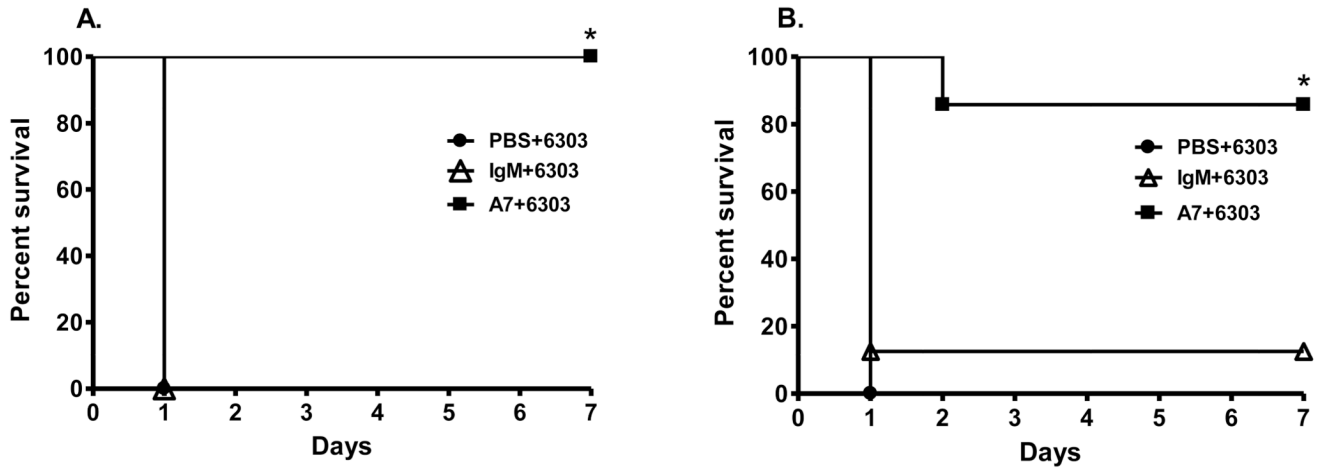 A.
*
100
80
60
40
20
0
Percent survival
PBS+6303
IgM+6303
A7+6303
0 1 2 3 4 5 6 7
Days
B.
*
100
80
60
40
20
0
Percent survival
PBS+6303
IgM+6303
A7+6303
0 1 2 3 4 5 6 7
Days